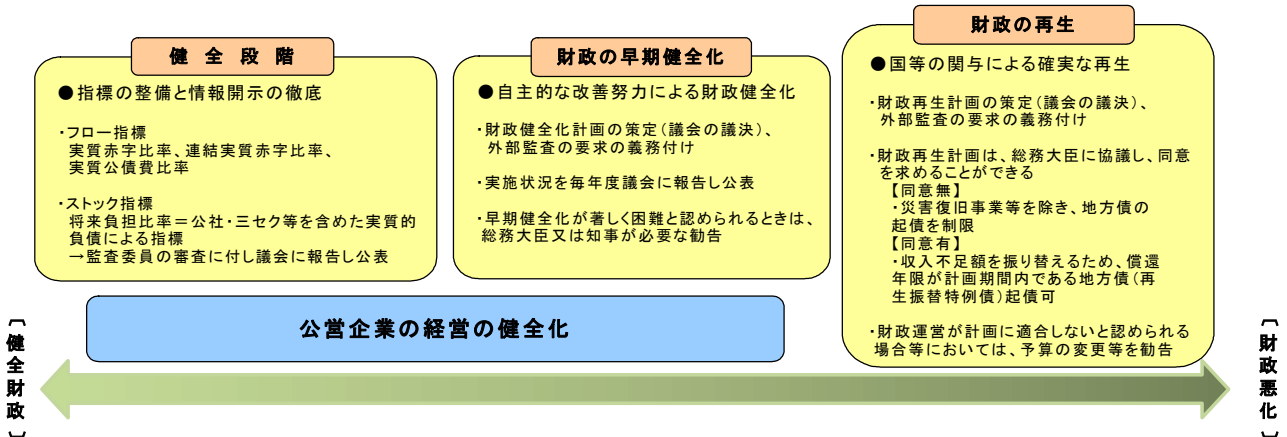 健 全 段 階
●指標の整備と情報開示の徹底
・フロー指標
実質赤字比率、連結実質赤字比率、
実質公債費比率
・ストック指標
将来負担比率＝公社・三セク等を含めた実質的
負債による指標
→監査委員の審査に付し議会に報告し公表
財政の早期健全化
●自主的な改善努力による財政健全化
・財政健全化計画の策定(議会の議決)、
外部監査の要求の義務付け
・実施状況を毎年度議会に報告し公表
・早期健全化が著しく困難と認められるときは、
総務大臣又は知事が必要な勧告
財政の再生
●国等の関与による確実な再生
・財政再生計画の策定(議会の議決)、
外部監査の要求の義務付け
・財政再生計画は、総務大臣に協議し、同意
を求めることができる
【同意無】
・災害復旧事業等を除き、地方債の
起債を制限
【同意有】
・収入不足額を振り替えるため、償還
年限が計画期間内である地方債(再
生振替特例債)起債可
・財政運営が計画に適合しないと認められる
場合等においては、予算の変更等を勧告
公営企業の経営の健全化
〔健全財政〕
〔財政悪化〕